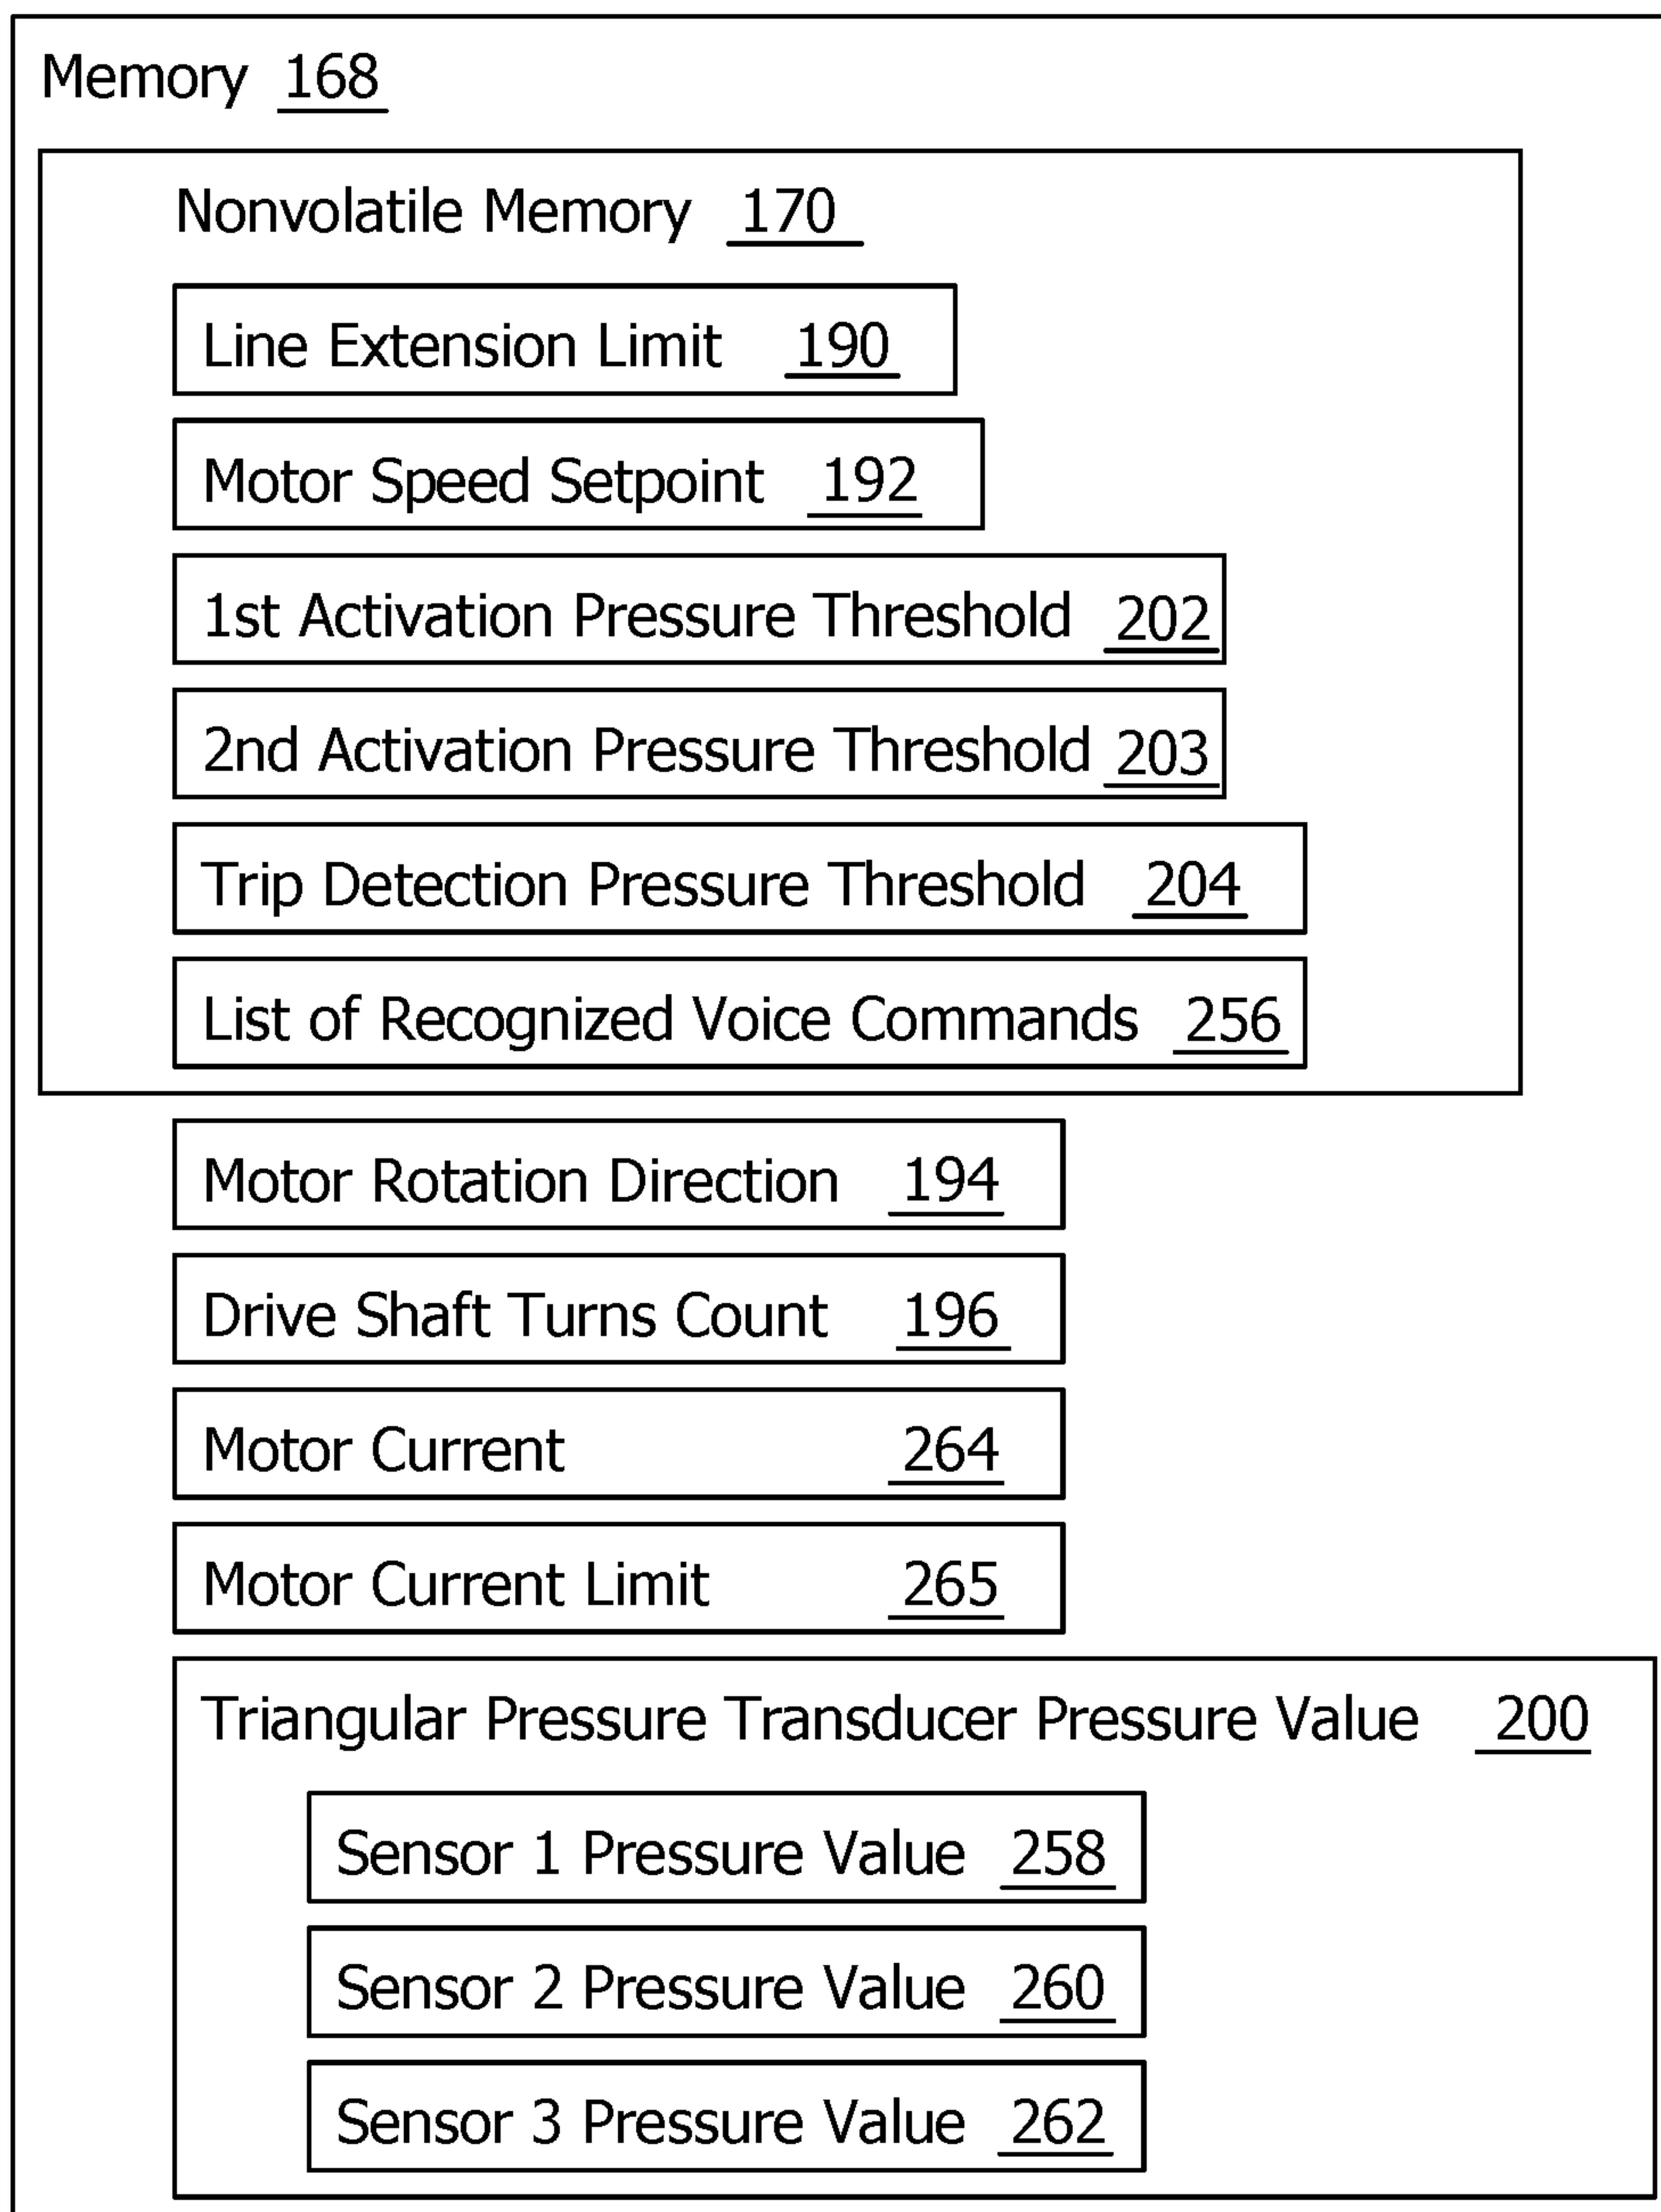 Memory 168
Nonvolatile Memory 170
Line Extension Limit 190
Motor Speed Setpoint 192
1st Activation Pressure Threshold 202
2nd Activation Pressure Threshold 203
Trip Detection Pressure Threshold 204
List of Recognized Voice Commands 256
Motor Rotation Direction 194
Drive Shaft Turns Count 196
Motor Current 264
Motor Current Limit 265
Triangular Pressure Transducer Pressure Value 200
Sensor 1 Pressure Value 258
Sensor 2 Pressure Value 260
Sensor 3 Pressure Value 262